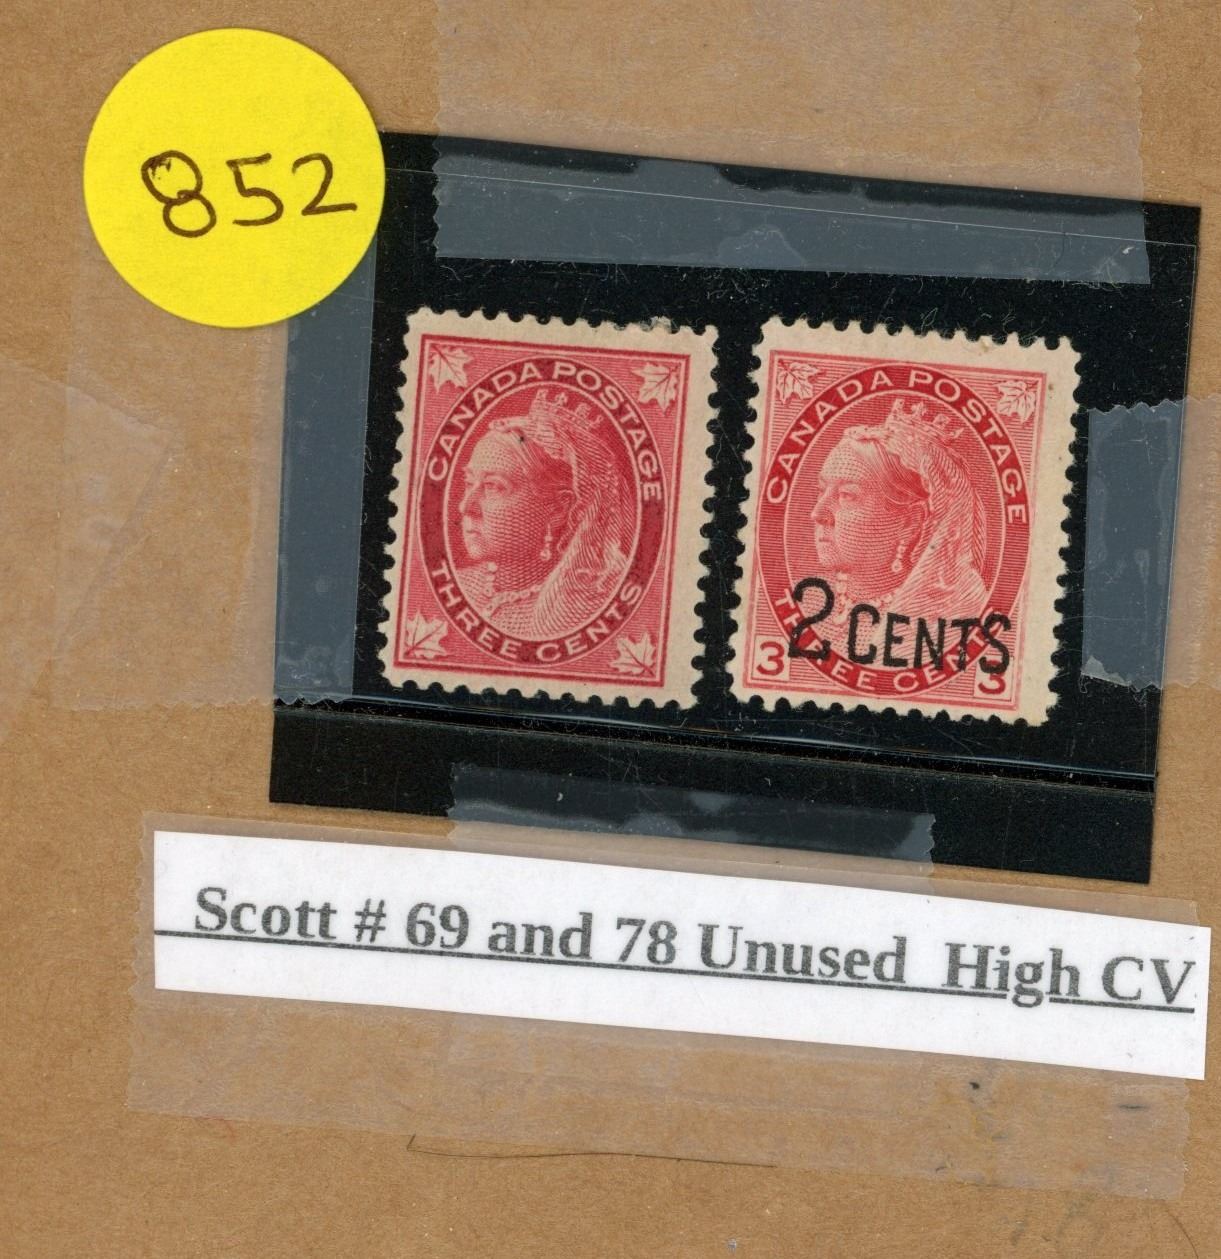 852
CANADA POSTAGE
THREE CENTS
CANADA POSTAGE
2 CENTS
3 THREE CENTS 3
Scott # 69 and 78 Unused High CV